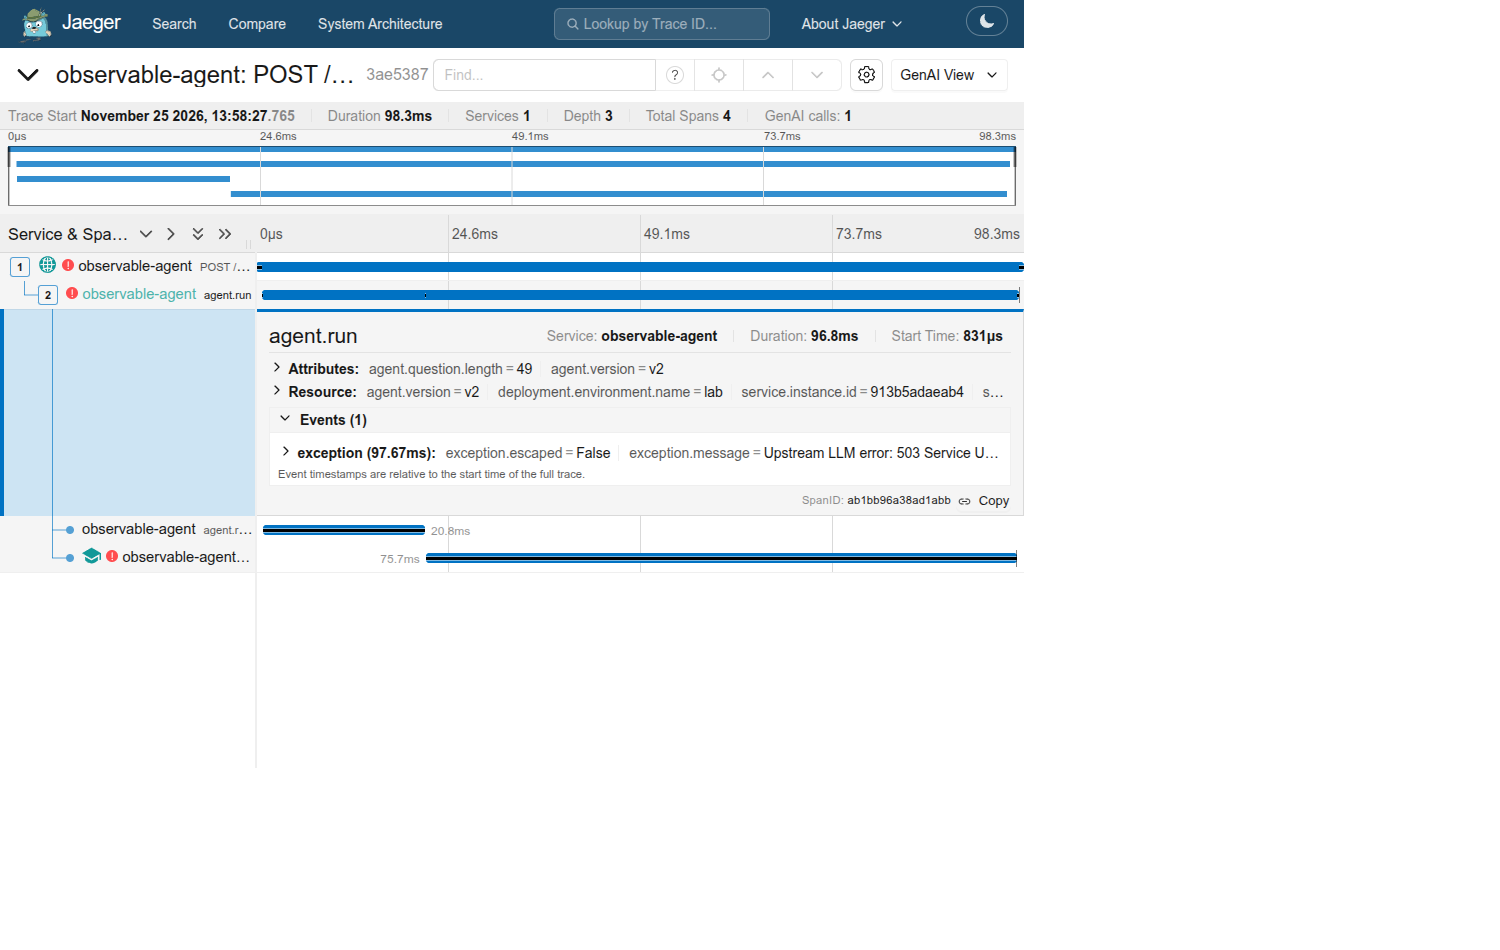 Jaeger Search Compare System Architecture Lookup by Trace ID... About Jaeger
observable-agent: POST /… 3ae5387 Find... ? GenAI View
Trace Start November 25 2026, 13:58:27.765 Duration 98.3ms Services 1 Depth 3 Total Spans 4 GenAI calls: 1
0μs 24.6ms 49.1ms 73.7ms 98.3ms
Service & Spa… 0μs 24.6ms 49.1ms 73.7ms 98.3ms
1 observable-agent POST /…
2 observable-agent agent.run
agent.run Service: observable-agent Duration: 96.8ms Start Time: 831μs
Attributes: agent.question.length = 49 agent.version = v2
Resource: agent.version = v2 deployment.environment.name = lab service.instance.id = 913b5adaeab4 s…
Events (1)
exception (97.67ms): exception.escaped = False exception.message = Upstream LLM error: 503 Service U…
Event timestamps are relative to the start time of the full trace.
SpanID: ab1bb96a38ad1abb Copy
observable-agent agent.r… 20.8ms
observable-agent… 75.7ms